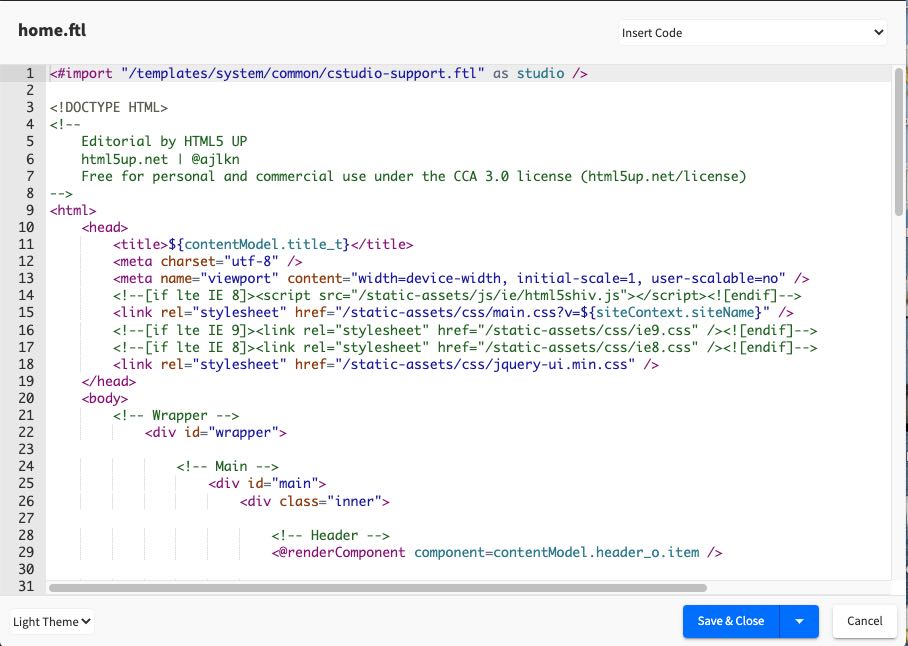 home.ftl
Insert Code
1 <#import "/templates/system/common/cstudio-support.ftl" as studio />
2
3 <!DOCTYPE HTML>
4 <!--
5 Editorial by HTML5 UP
6 html5up.net | @ajlkn
7 Free for personal and commercial use under the CCA 3.0 license (html5up.net/license)
8 -->
9 <html>
10 <head>
11 <title>${contentModel.title_t}</title>
12 <meta charset="utf-8" />
13 <meta name="viewport" content="width=device-width, initial-scale=1, user-scalable=no" />
14 <!--[if lte IE 8]><script src="/static-assets/js/ie/html5shiv.js"></script><![endif]-->
15 <link rel="stylesheet" href="/static-assets/css/main.css?v=${siteContext.siteName}" />
16 <!--[if lte IE 9]><link rel="stylesheet" href="/static-assets/css/ie9.css" /><![endif]-->
17 <!--[if lte IE 8]><link rel="stylesheet" href="/static-assets/css/ie8.css" /><![endif]-->
18 <link rel="stylesheet" href="/static-assets/css/jquery-ui.min.css" />
19 </head>
20 <body>
21 <!-- Wrapper -->
22 <div id="wrapper">
23
24 <!-- Main -->
25 <div id="main">
26 <div class="inner">
27
28 <!-- Header -->
29 <@renderComponent component=contentModel.header_o.item />
30
31
Light Theme
Save & Close
Cancel